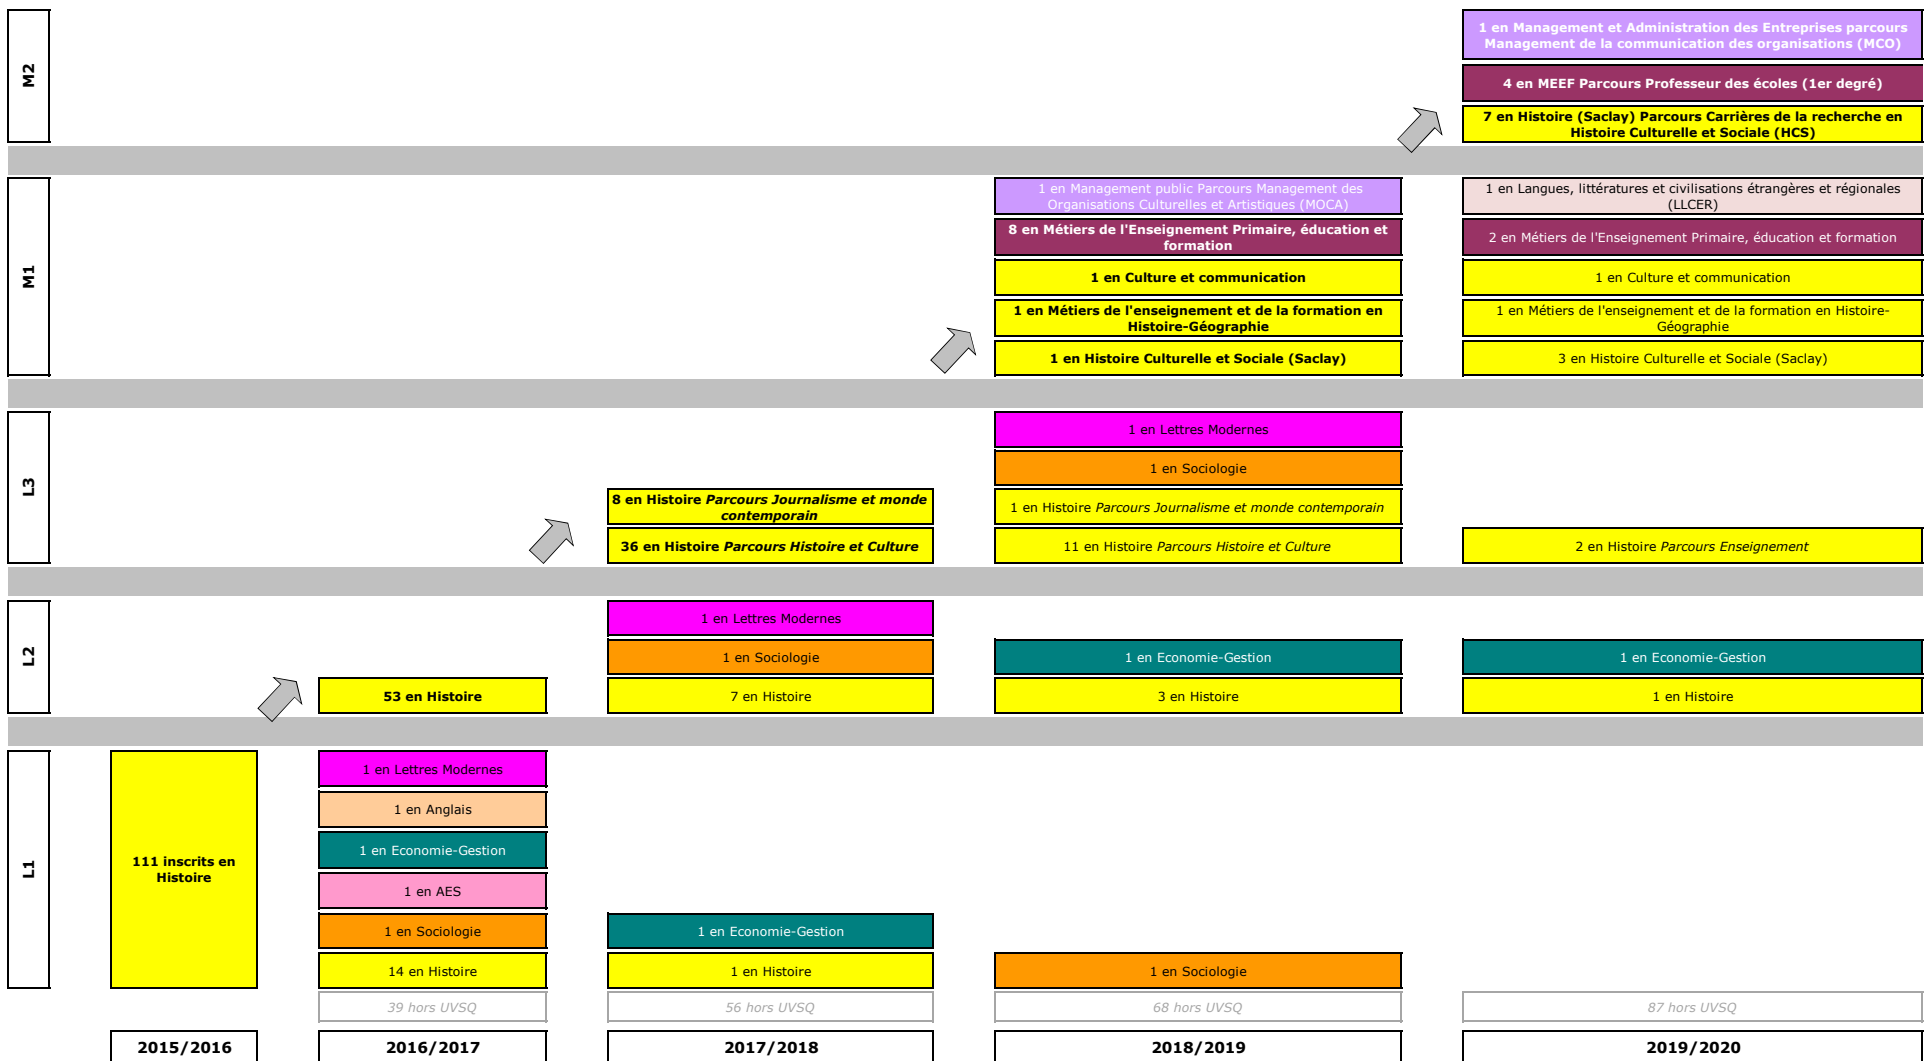 M2
1 en Management et Administration des Entreprises parcours
Management de la communication des organisations (MCO)
4 en MEEF Parcours Professeur des écoles (1er degré)
7 en Histoire (Saclay) Parcours Carrières de la recherche en
Histoire Culturelle et Sociale (HCS)
M1
1 en Management public Parcours Management des
Organisations Culturelles et Artistiques (MOCA)
1 en Langues, littératures et civilisations étrangères et régionales
(LLCER)
8 en Métiers de l'Enseignement Primaire, éducation et
formation
2 en Métiers de l'Enseignement Primaire, éducation et formation
1 en Culture et communication
1 en Culture et communication
1 en Métiers de l'enseignement et de la formation en
Histoire-Géographie
1 en Métiers de l'enseignement et de la formation en Histoire-
Géographie
1 en Histoire Culturelle et Sociale (Saclay)
3 en Histoire Culturelle et Sociale (Saclay)
L3
1 en Lettres Modernes
1 en Sociologie
8 en Histoire Parcours Journalisme et monde
contemporain
1 en Histoire Parcours Journalisme et monde contemporain
36 en Histoire Parcours Histoire et Culture
11 en Histoire Parcours Histoire et Culture
2 en Histoire Parcours Enseignement
L2
1 en Lettres Modernes
1 en Sociologie
1 en Economie-Gestion
1 en Economie-Gestion
53 en Histoire
7 en Histoire
3 en Histoire
1 en Histoire
L1
111 inscrits en
Histoire
1 en Lettres Modernes
1 en Anglais
1 en Economie-Gestion
1 en AES
1 en Sociologie
1 en Economie-Gestion
14 en Histoire
1 en Histoire
1 en Sociologie
39 hors UVSQ
56 hors UVSQ
68 hors UVSQ
87 hors UVSQ
2015/2016
2016/2017
2017/2018
2018/2019
2019/2020